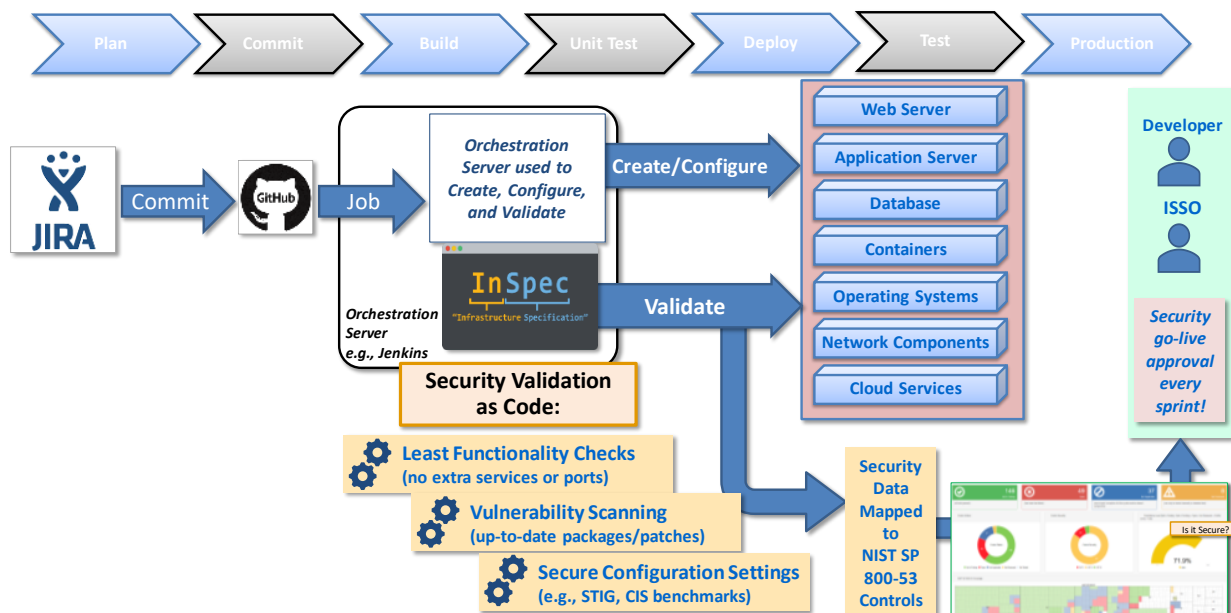 Plan
Commit
Build
Unit Test
Deploy
Test
Production
JIRA
Commit
GitHub
Job
Orchestration
Server used to
Create, Configure,
and Validate
InSpec
"Infrastructure Specification"
Orchestration
Server
e.g., Jenkins
Create/Configure
Validate
Web Server
Application Server
Database
Containers
Operating Systems
Network Components
Cloud Services
Developer
ISSO
Security
go-live
approval
every
sprint!
Security Validation
as Code:
Least Functionality Checks
(no extra services or ports)
Vulnerability Scanning
(up-to-date packages/patches)
Secure Configuration Settings
(e.g., STIG, CIS benchmarks)
Security
Data
Mapped
to
NIST SP
800-53
Controls
Is it Secure?
71.9%